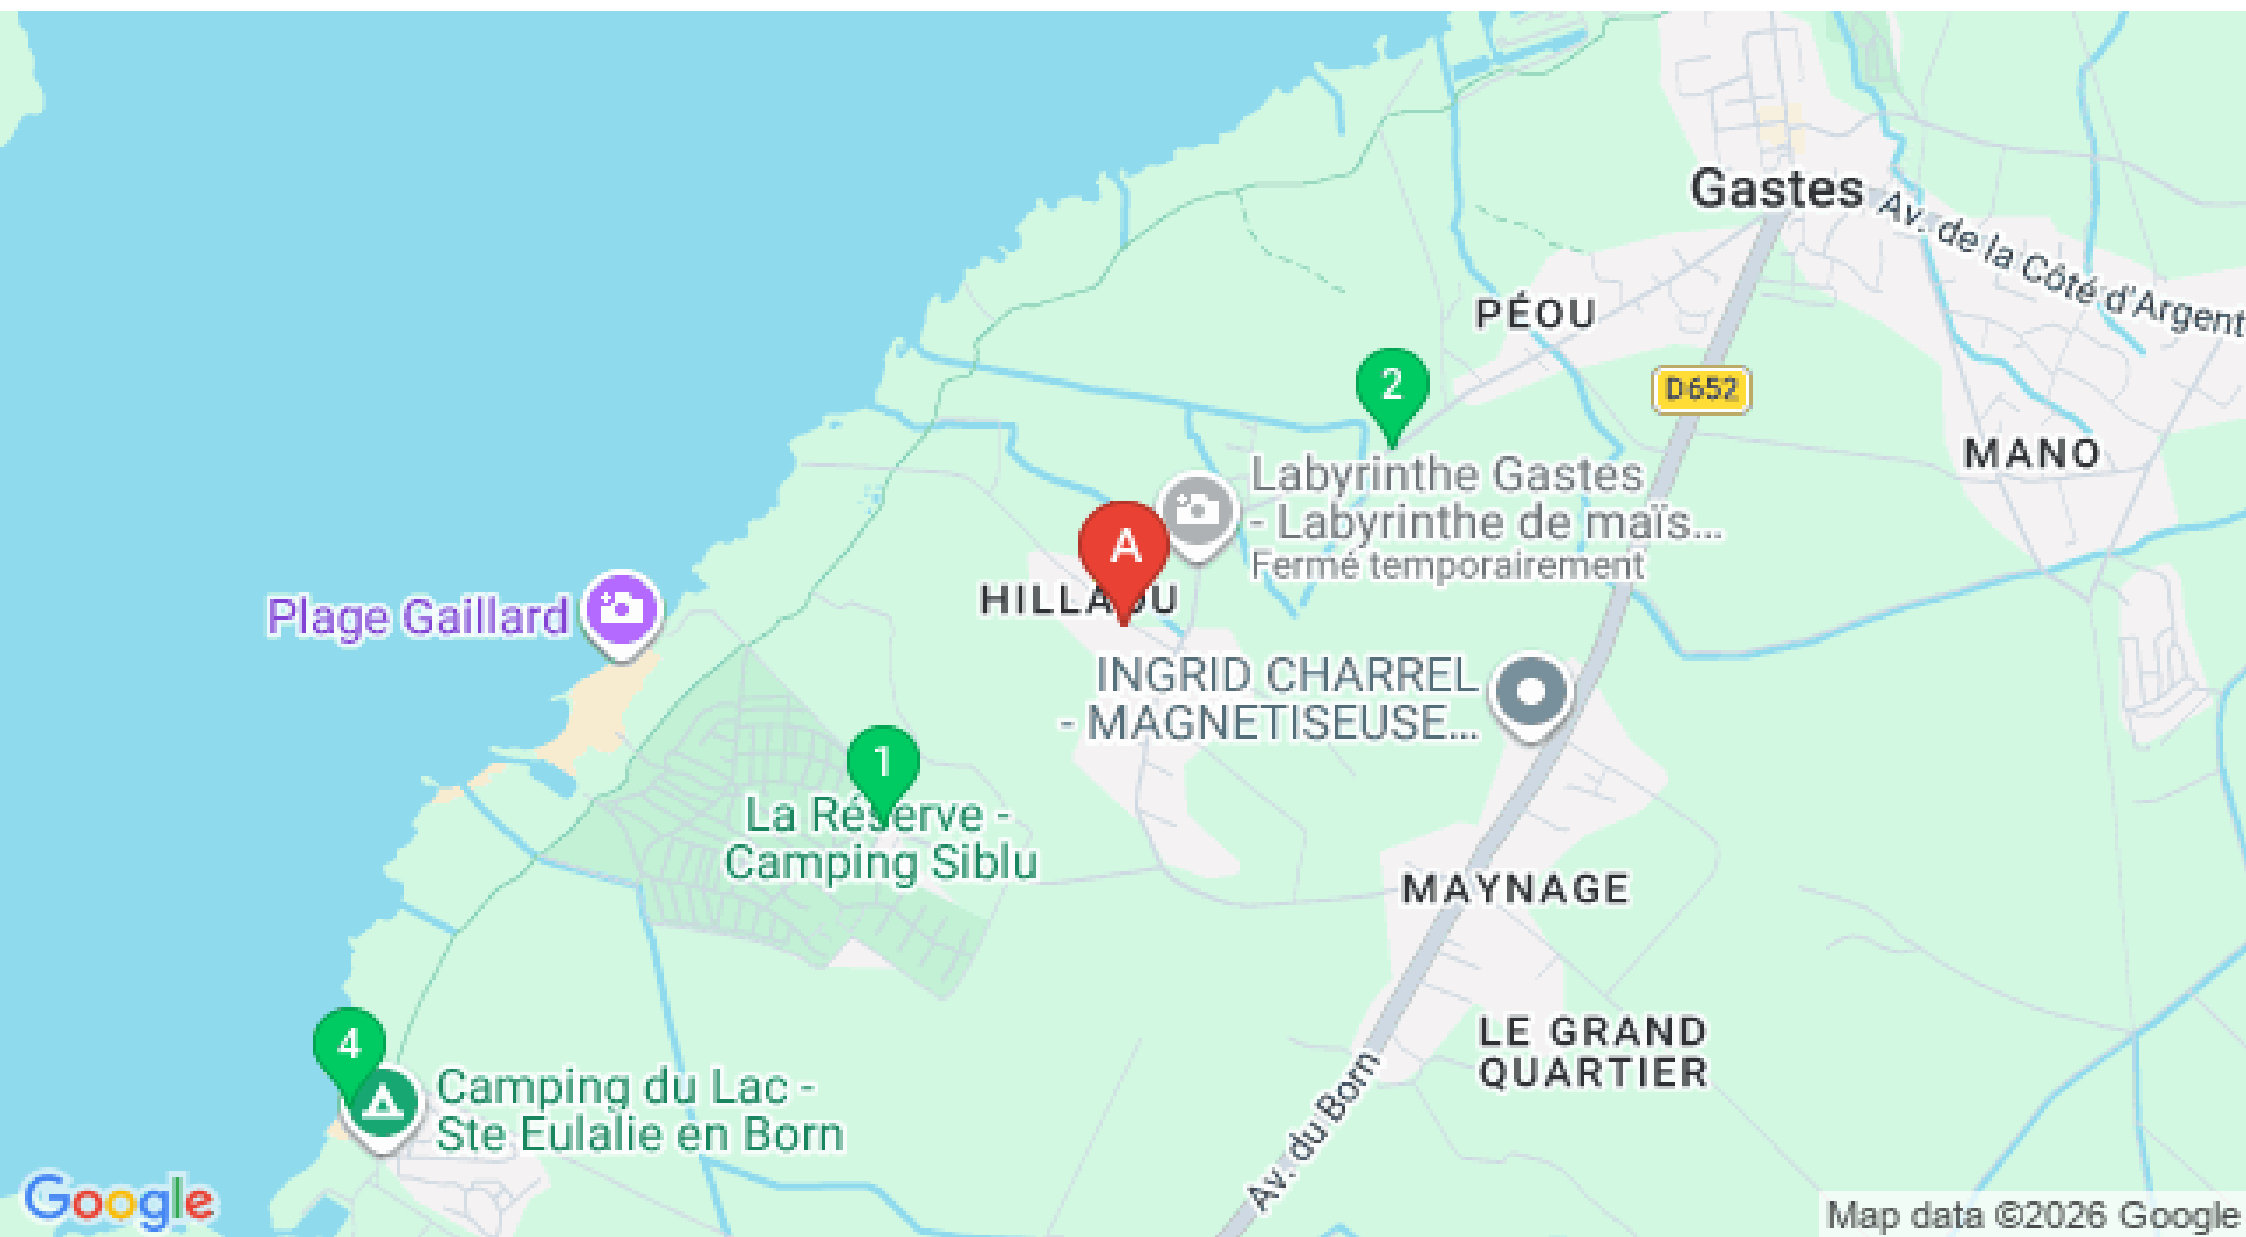 Gastes
Av. de la Côté d'Argent
PÉOU
2
D652
MANO
Labyrinthe Gastes
- Labyrinthe de maïs...
Fermé temporairement
A
HILLAOU
Plage Gaillard
INGRID CHARREL
- MAGNETISEUSE...
1
La Réserve -
Camping Siblu
MAYNAGE
LE GRAND
QUARTIER
4
Camping du Lac -
Ste Eulalie en Born
Av. du Born
Google
Map data ©2026 Google